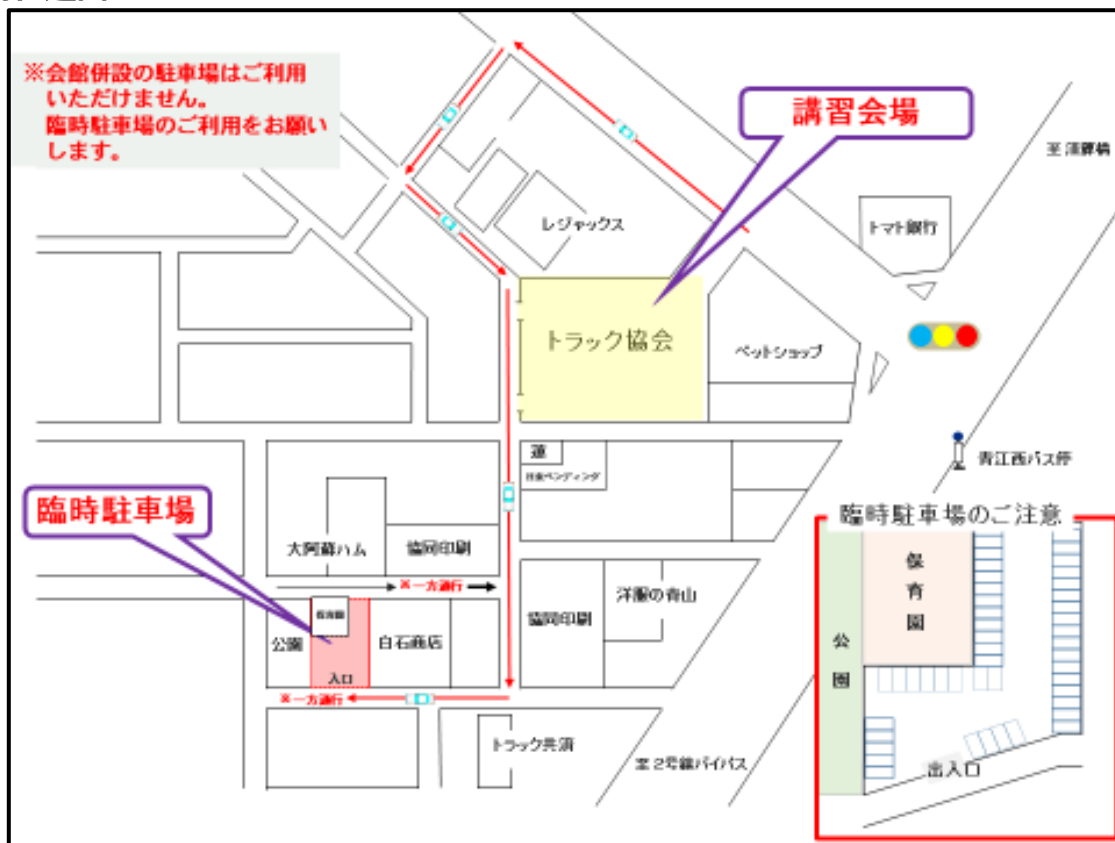 ※会館併設の駐車場はご利用
いただけません。
臨時駐車場のご利用をお願い
します。
講習会場
トマト銀行
レジャックス
トラック協会
ペットショップ
青江西バス停
蓮
臨時駐車場
大阿蘇ハム
協同印刷
※一方通行
洋服の青山
協同印刷
保育園
公園
白石商店
入口
※一方通行
トラック共済
至2号線バイパス
臨時駐車場のご注意
保育園
公園
出入口